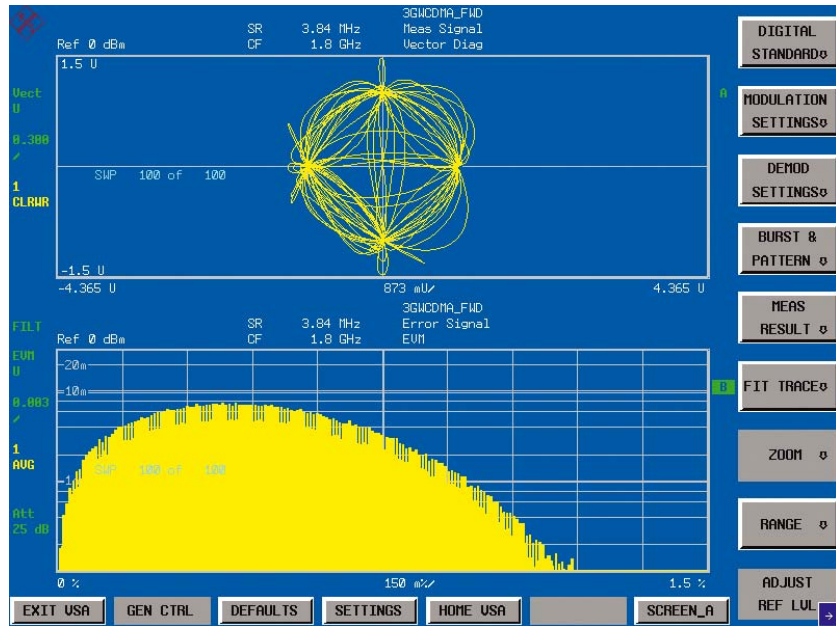 3GWCDMA_FWD
SR 3.84 MHz Meas Signal
Ref 0 dBm CF 1.8 GHz Vector Diag
1.5 U
Vect
U
0.300
/
1
CLRWR
A
SWP 100 of 100
-1.5 U
-4.365 U 873 mU/ 4.365 U
3GWCDMA_FWD
FILT SR 3.84 MHz Error Signal
Ref 0 dBm CF 1.8 GHz EVM
EVM
U
0.003
/
1
AVG
Att
25 dB
-20m
-10m
-1
B
SWP 100 of 100
0 % 150 m%/ 1.5 %
DIGITAL
STANDARD
MODULATION
SETTINGS
DEMOD
SETTINGS
BURST &
PATTERN
MEAS
RESULT
FIT TRACE
ZOOM
RANGE
ADJUST
REF LVL
EXIT VSA GEN CTRL DEFAULTS SETTINGS HOME VSA SCREEN_A